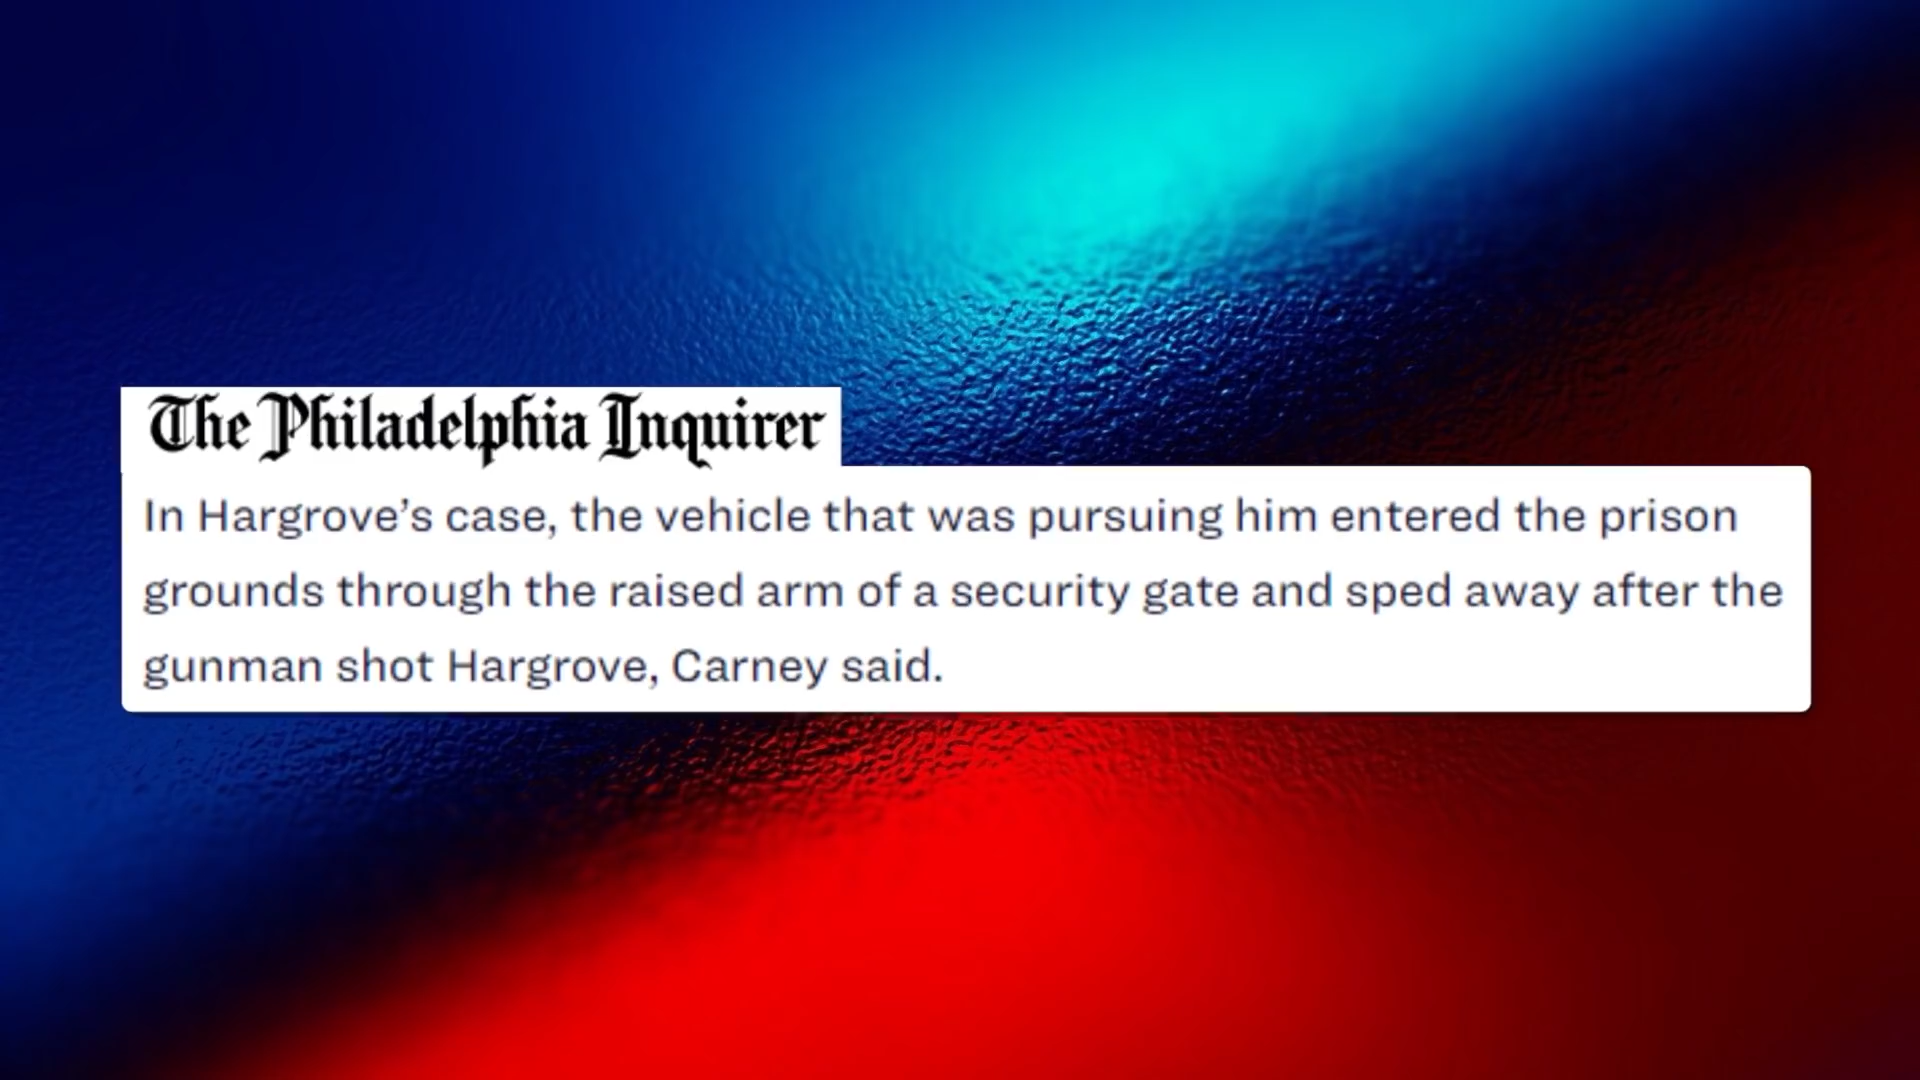 The Philadelphia Inquirer
In Hargrove’s case, the vehicle that was pursuing him entered the prison
grounds through the raised arm of a security gate and sped away after the
gunman shot Hargrove, Carney said.